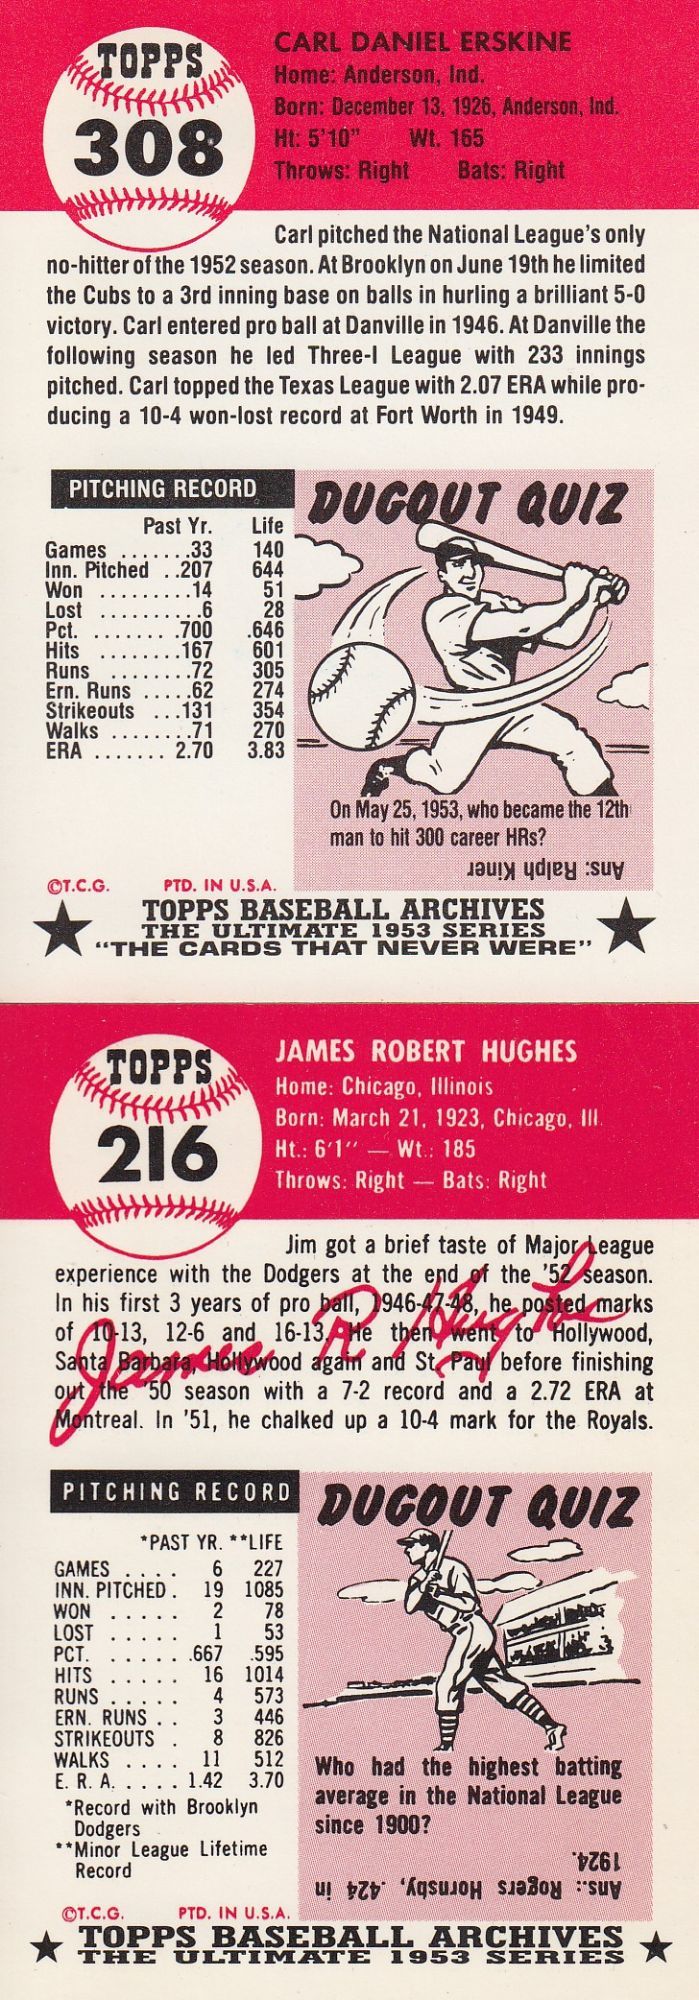 TOPPS
308
CARL DANIEL ERSKINE
Home: Anderson, Ind.
Born: December 13, 1926, Anderson, Ind.
Ht: 5'10" Wt. 165
Throws: Right Bats: Right
Carl pitched the National League's only
no-hitter of the 1952 season. At Brooklyn on June 19th he limited
the Cubs to a 3rd inning base on balls in hurling a brilliant 5-0
victory. Carl entered pro ball at Danville in 1946. At Danville the
following season he led Three-I League with 233 innings
pitched. Carl topped the Texas League with 2.07 ERA while pro-
ducing a 10-4 won-lost record at Fort Worth in 1949.
PITCHING RECORD
Past Yr. Life
Games .......33 140
Inn. Pitched ..207 644
Won .........14 51
Lost ..........6 28
Pct. ........ .700 .646
Hits ........167 601
Runs ........72 305
Ern. Runs .....62 274
Strikeouts ...131 354
Walks ........71 270
ERA ....... 2.70 3.83
DUGOUT QUIZ
On May 25, 1953, who became the 12th
man to hit 300 career HRs?
Ans: Ralph Kiner
©T.C.G. PTD. IN U.S.A.
TOPPS BASEBALL ARCHIVES
THE ULTIMATE 1953 SERIES
"THE CARDS THAT NEVER WERE"
TOPPS
216
JAMES ROBERT HUGHES
Home: Chicago, Illinois
Born: March 21, 1923, Chicago, Ill.
Ht.: 6'1" — Wt.: 185
Throws: Right — Bats: Right
Jim got a brief taste of Major League
experience with the Dodgers at the end of the '52 season.
In his first 3 years of pro ball, 1946-47-48, he posted marks
of 10-13, 12-6 and 16-13. He then went to Hollywood,
Santa Barbara, Hollywood again and St. Paul before finishing
out the '50 season with a 7-2 record and a 2.72 ERA at
Montreal. In '51, he chalked up a 10-4 mark for the Royals.
James R Hughes
PITCHING RECORD
*PAST YR. **LIFE
GAMES . . . . 6 227
INN. PITCHED . 19 1085
WON . . . . . 2 78
LOST . . . . . 1 53
PCT. . . . . . .667 .595
HITS . . . . . 16 1014
RUNS . . . . . 4 573
ERN. RUNS . . 3 446
STRIKEOUTS . 8 826
WALKS . . . . 11 512
E. R. A. . . . . 1.42 3.70
*Record with Brooklyn
Dodgers
**Minor League Lifetime
Record
DUGOUT QUIZ
Who had the highest batting
average in the National League
since 1900?
Ans.: Rogers Hornsby, .424 in
1924.
©T.C.G. PTD. IN U.S.A.
TOPPS BASEBALL ARCHIVES
THE ULTIMATE 1953 SERIES